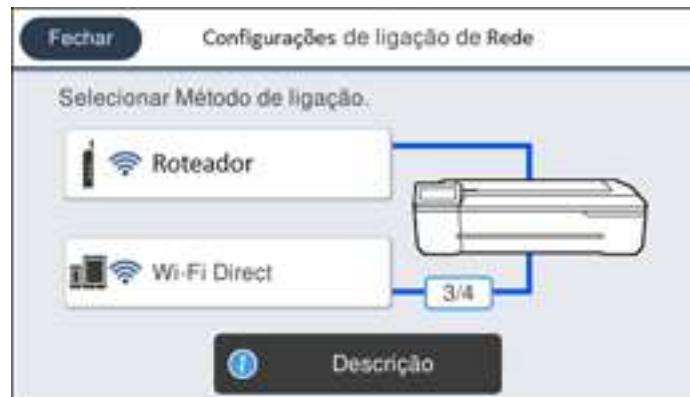 Fechar
Configurações de ligação de Rede
Selecionar Método de ligação.
Roteador
Wi-Fi Direct
3/4
Descrição